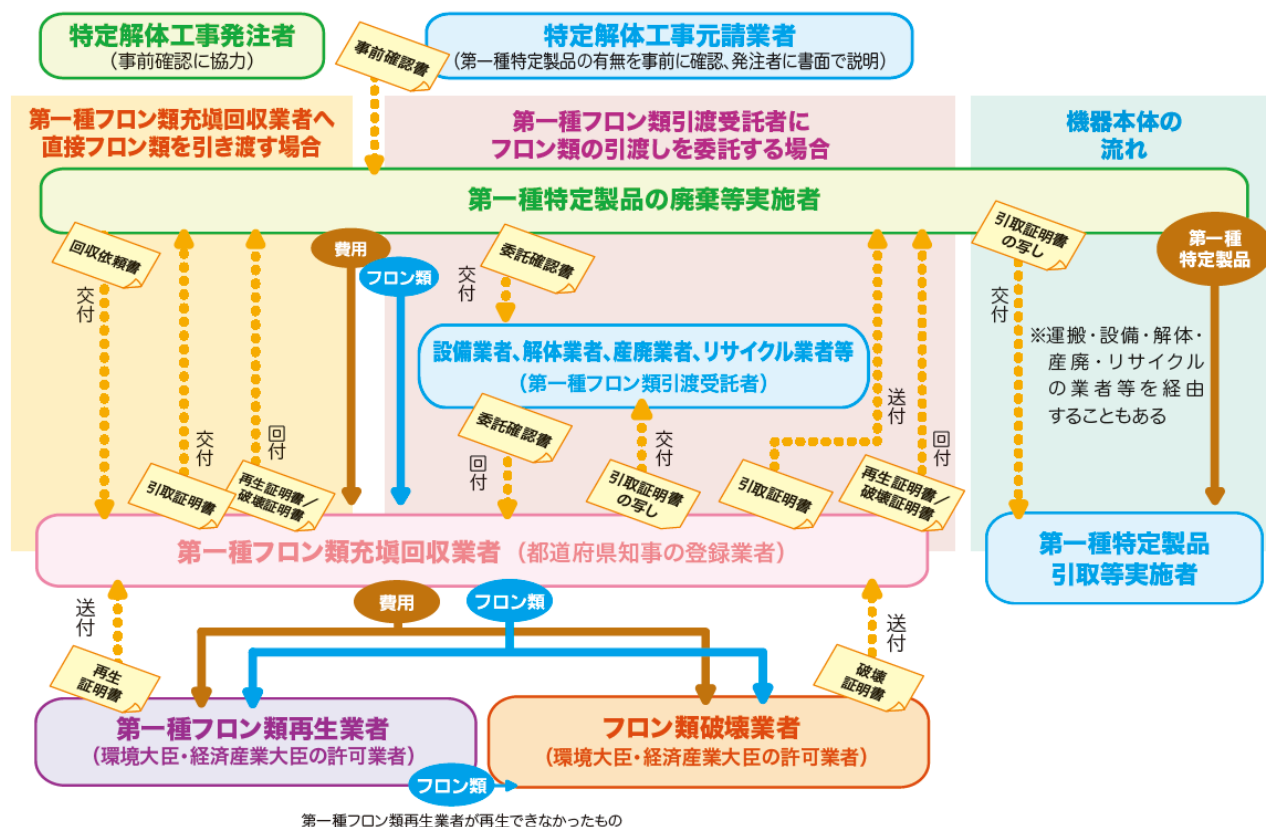 特定解体工事発注者
(事前確認に協力)
事前確認書
特定解体工事元請業者
(第一種特定製品の有無を事前に確認、発注者に書面で説明)
第一種フロン類充塡回収業者へ
直接フロン類を引き渡す場合
第一種フロン類引渡受託者に
フロン類の引渡しを委託する場合
機器本体の
流れ
第一種特定製品の廃棄等実施者
回収依頼書
交付
引取証明書
交付
再生証明書/
破壊証明書
回付
費用
フロン類
委託確認書
交付
設備業者、解体業者、産廃業者、リサイクル業者等
(第一種フロン類引渡受託者)
委託確認書
回付
引取証明書
の写し
交付
引取証明書
送付
再生証明書/
破壊証明書
回付
引取証明書
の写し
交付
第一種
特定製品
※運搬・設備・解体・
産廃・リサイクル
の業者等を経由
することもある
第一種フロン類充塡回収業者(都道府県知事の登録業者)
第一種特定製品
引取等実施者
送付
再生
証明書
費用
フロン類
送付
破壊
証明書
第一種フロン類再生業者
(環境大臣・経済産業大臣の許可業者)
フロン類破壊業者
(環境大臣・経済産業大臣の許可業者)
フロン類
第一種フロン類再生業者が再生できなかったもの